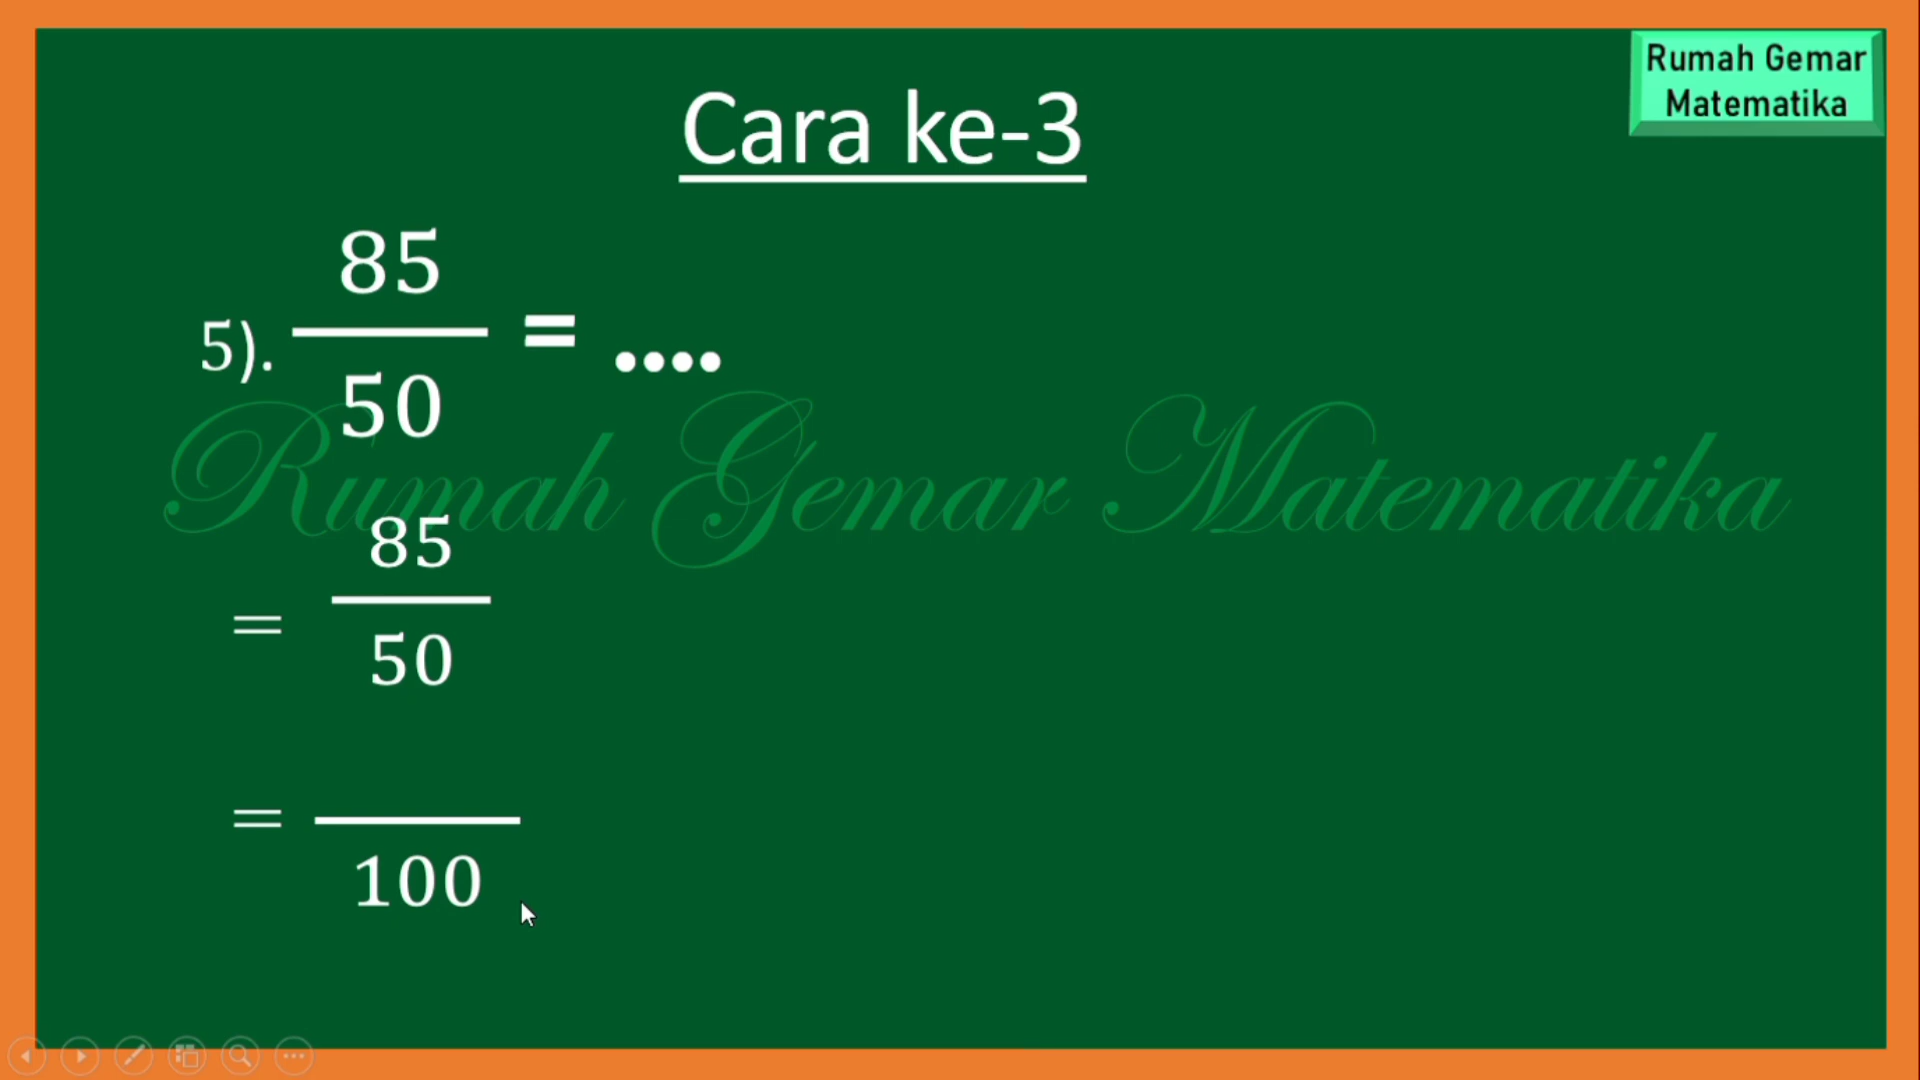 Rumah Gemar
Matematika
Cara ke-3
5). 85/50 = ....
Rumah Gemar Matematika
= 85/50
= /100